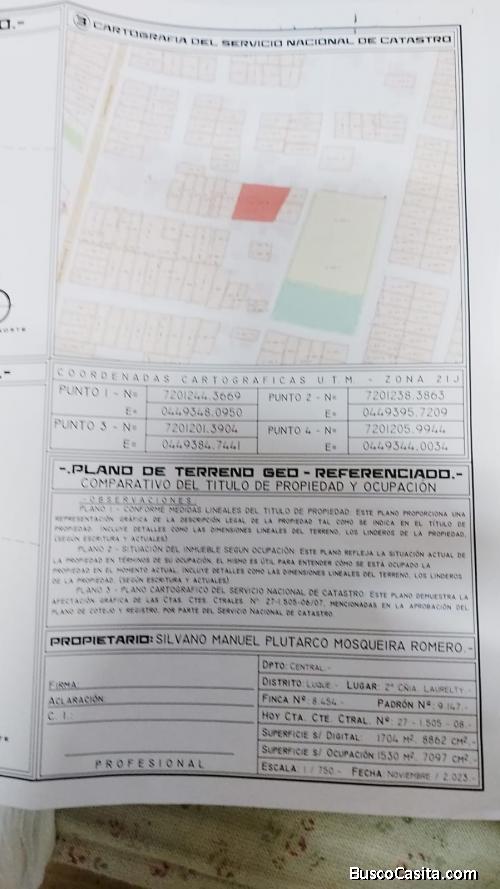 O.-
③ CARTOGRAFIA DEL SERVICIO NACIONAL DE CATASTRO
COORDENADAS CARTOGRAFICAS U.T.M. - ZONA 21J
PUNTO 1 - N= 7201244.3669 PUNTO 2 - N= 7201238.3863
E= 0449348.0950 E= 0449395.7209
PUNTO 3 - N= 7201201.3904 PUNTO 4 - N= 7201205.9944
E= 0449384.7441 E= 0449344.0034
-.PLANO DE TERRENO GEO - REFERENCIADO.-
COMPARATIVO DEL TITULO DE PROPIEDAD Y OCUPACIÓN
-OBSERVACIONES.
PLANO 1 - CONFORME MEDIDAS LINEALES DEL TITULO DE PROPIEDAD: ESTE PLANO PROPORCIONA UNA
REPRESENTACIÓN GRÁFICA DE LA DESCRIPCIÓN LEGAL DE LA PROPIEDAD TAL COMO SE INDICA EN EL TÍTULO DE
PROPIEDAD. INCLUYE DETALLES COMO LAS DIMENSIONES LINEALES DEL TERRENO, LOS LINDEROS DE LA PROPIEDAD,
(SEGÚN ESCRITURA Y ACTUALES)
PLANO 2 - SITUACIÓN DEL INMUEBLE SEGUN OCUPACIÓN: ESTE PLANO REFLEJA LA SITUACIÓN ACTUAL DE
LA PROPIEDAD EN TÉRMINOS DE SU OCUPACIÓN, EL MISMO ES ÚTIL PARA ENTENDER CÓMO SE ESTÁ OCUPADO LA
PROPIEDAD EN EL MOMENTO ACTUAL, INCLUYE DETALLES COMO LAS DIMENSIONES LINEALES DEL TERRENO, LOS LINDEROS
DE LA PROPIEDAD, (SEGÚN ESCRITURA Y ACTUALES)
PLANO 3 - PLANO CARTOGRÁFICO DEL SERVICIO NACIONAL DE CATASTRO: ESTE PLANO DEMUESTRA LA
AFECTACIÓN GRÁFICA DE LAS CTAS. CTES. CTRALES. Nº 27-1.505-06/07, MENCIONADAS EN LA APROBACIÓN DEL
PLANO DE COTEJO Y REGISTRO, POR PARTE DEL SERVICIO NACIONAL DE CATASTRO.
PROPIETARIO: SILVANO MANUEL PLUTARCO MOSQUEIRA ROMERO.-
FIRMA:
ACLARACIÓN:
C. I.:
PROFESIONAL
DPTO: CENTRAL.-
DISTRITO: LUQUE.- LUGAR: 2ª CÑIA. LAURELTY.-
FINCA Nº: 8.454.- PADRÓN Nº: 9.147.-
HOY CTA. CTE. CTRAL. Nº: 27 - 1.505 - 08.-
SUPERFICIE S/ DIGITAL: 1704 M². 8862 CM².-
SUPERFICIE S/ OCUPACIÓN 1530 M². 7097 CM².-
ESCALA: 1 / 750.- FECHA: NOVIEMBRE / 2.023.-
BuscoCasita.com